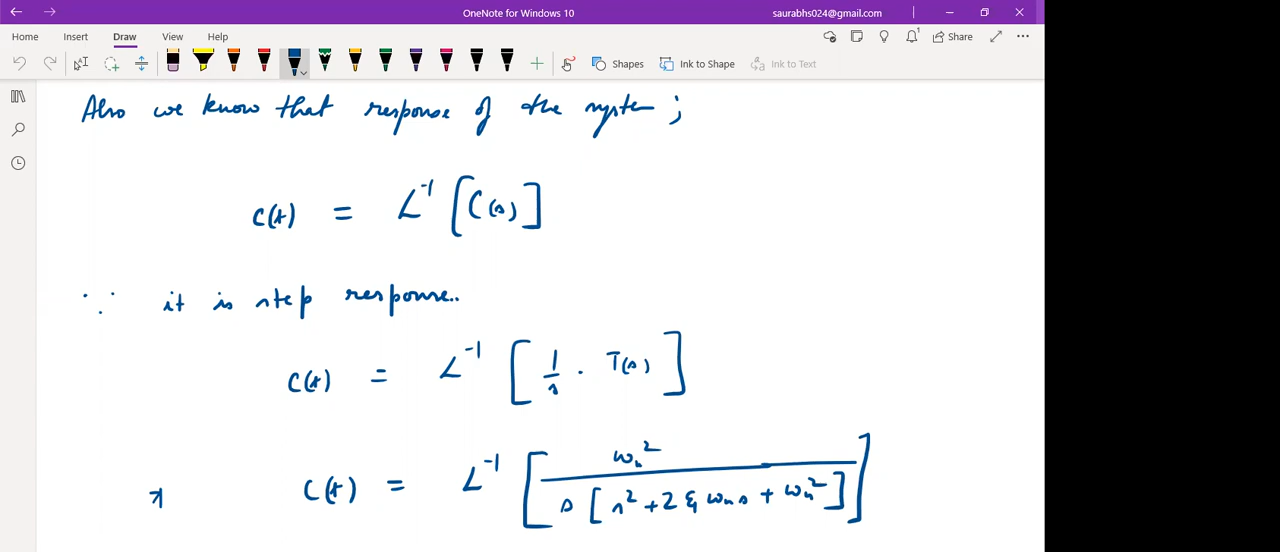 OneNote for Windows 10
saurabhs024@gmail.com
Home Insert Draw View Help
Share
Shapes Ink to Shape Ink to Text
Also we know that response of the system;
c(t) = L⁻¹ [C(s)]
∵ it is step response..
c(t) = L⁻¹ [1/s . T(s)]
* c(t) = L⁻¹ [ωn² / s[s² + 2ξωns + ωn²]]